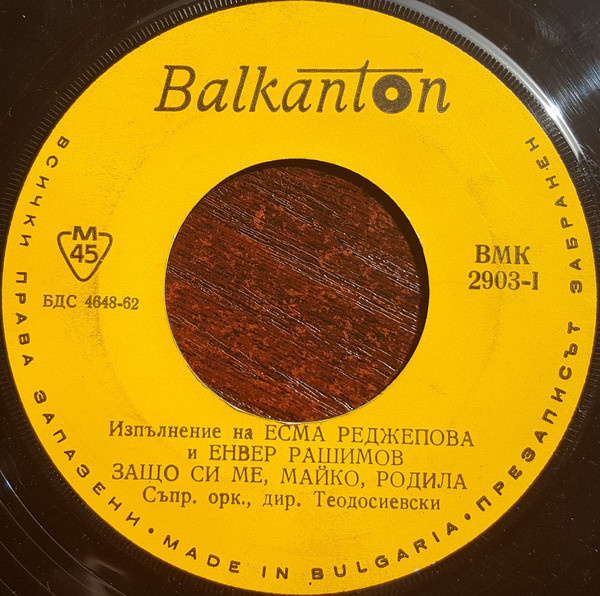 Balkanton
М
45
БДС 4648-62
ВМК
2903-I
Изпълнение на ЕСМА РЕДЖЕПОВА
и ЕНВЕР РАШИМОВ
ЗАЩО СИ МЕ, МАЙКО, РОДИЛА
Съпр. орк., дир. Теодосиевски
ВСИЧКИ ПРАВА ЗАПАЗЕНИ • MADE IN BULGARIA • ПРЕЗАПИСЪТ ЗАБРАНЕН